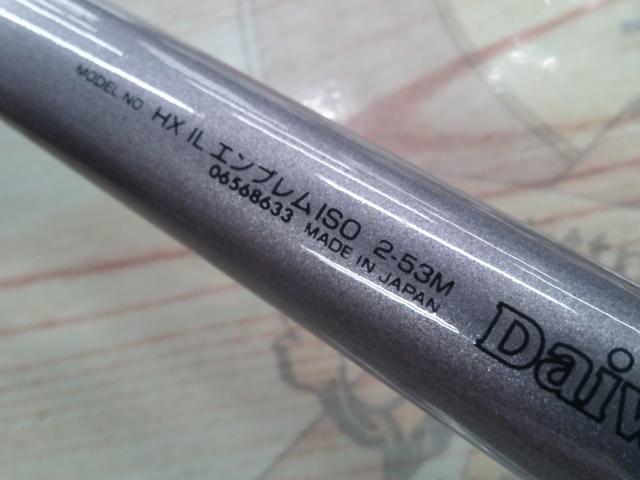 MODEL NO HX IL エンブレムISO 2-53M
06568633 MADE IN JAPAN
Daiw